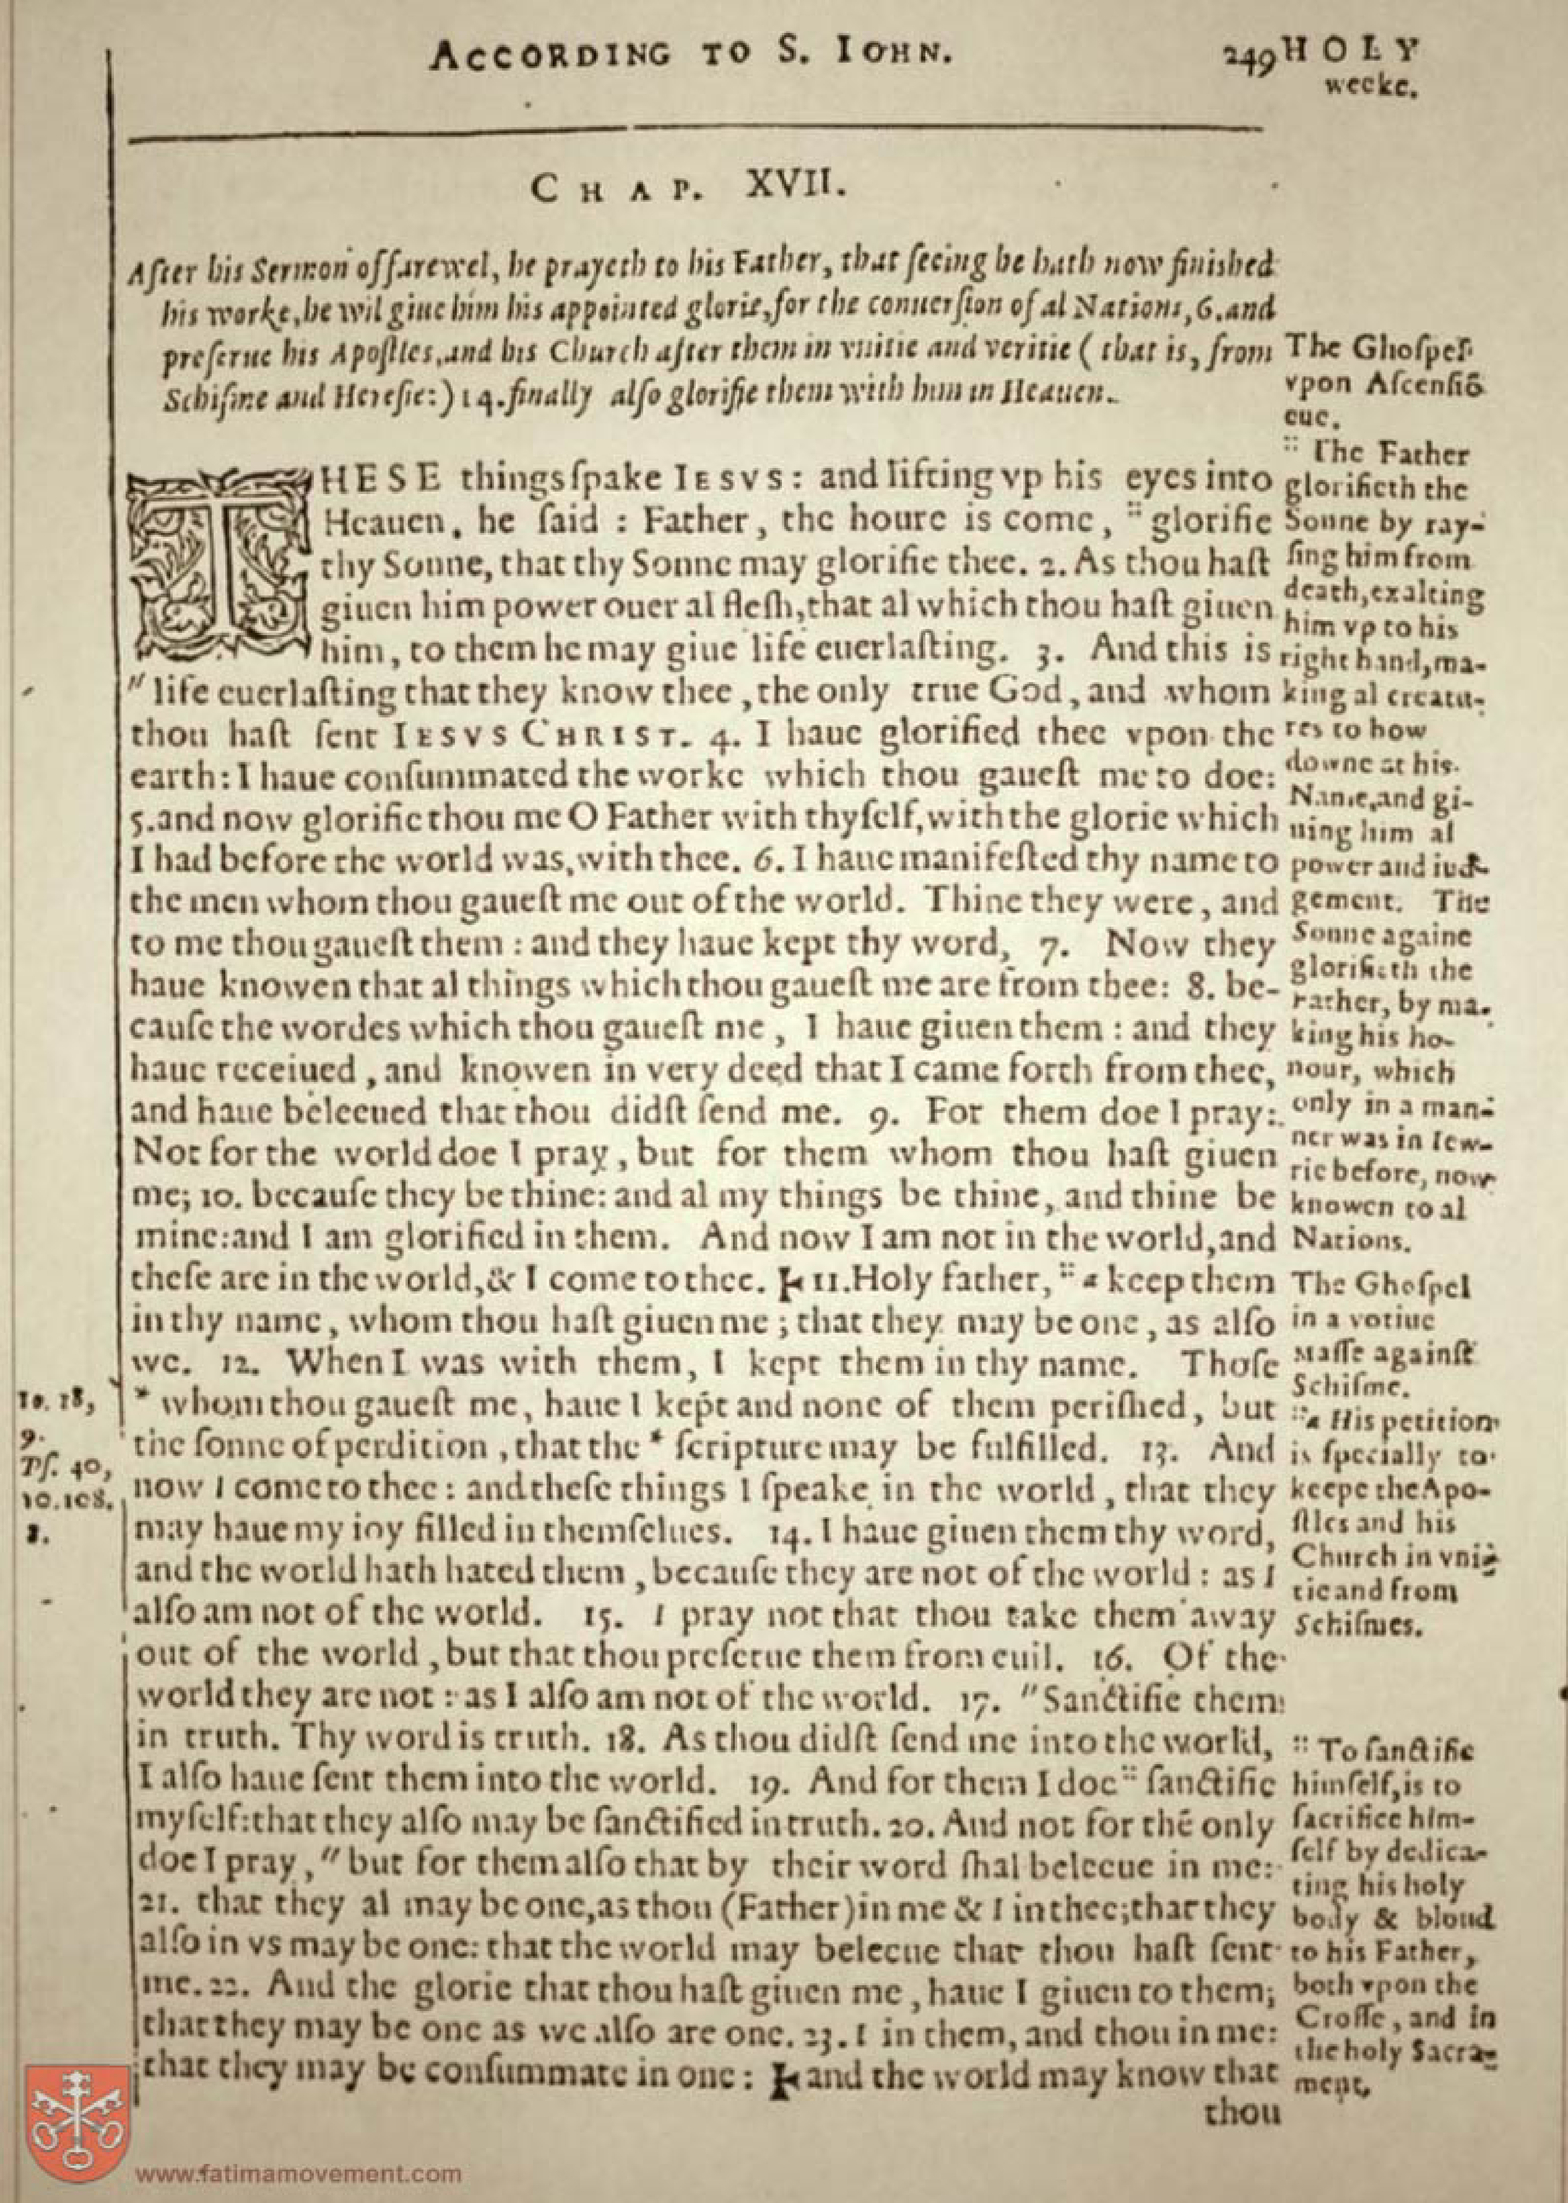 ACCORDING TO S. IOHN. 249
HOLY
weeke.
CHAP. XVII.
After his Sermon of farewel, he prayeth to his Father, that ſeeing he hath now finished
his worke, he wil giue him his appointed glorie, for the conuerſion of al Nations, 6. and
preſerue his Apoſtles, and his Church after them in vnitie and veritie (that is, from
Schiſme and Hereſie:) 14. finally alſo glorifie them with him in Heauen.
THESE things ſpake IESVS: and lifting vp his eyes into
Heauen, he ſaid : Father, the houre is come, :: glorifie
thy Sonne, that thy Sonne may glorifie thee. 2. As thou haſt
giuen him power ouer al fleſh, that al which thou haſt giuen
him, to them he may giue life euerlaſting. 3. And this is
" life euerlaſting that they know thee, the only true God, and whom
thou haſt ſent IESVS CHRIST. 4. I haue glorified thee vpon the
earth: I haue conſummated the worke which thou gaueſt me to doe:
5. and now glorifie thou me O Father with thyſelf, with the glorie which
I had before the world was, with thee. 6. I haue manifeſted thy name to
the men whom thou gaueſt me out of the world. Thine they were, and
to me thou gaueſt them : and they haue kept thy word, 7. Now they
haue knowen that al things which thou gaueſt me are from thee: 8. be-
cauſe the wordes which thou gaueſt me, I haue giuen them : and they
haue receiued, and knowen in very deed that I came forth from thee,
and haue beleeued that thou didſt ſend me. 9. For them doe I pray:
Not for the world doe I pray, but for them whom thou haſt giuen
me; 10. becauſe they be thine: and al my things be thine, and thine be
mine: and I am glorified in them. And now I am not in the world, and
theſe are in the world, & I come to thee. 11. Holy father, :: a keep them
in thy name, whom thou haſt giuen me ; that they may be one, as alſo
we. 12. When I was with them, I kept them in thy name. Thoſe
* whom thou gaueſt me, haue I kept and none of them periſhed, but
the ſonne of perdition, that the * ſcripture may be fulfilled. 13. And
now I come to thee : and theſe things I ſpeake in the world, that they
may haue my ioy filled in themſelues. 14. I haue giuen them thy word,
and the world hath hated them, becauſe they are not of the world : as I
alſo am not of the world. 15. I pray not that thou take them away
out of the world, but that thou preſerue them from euil. 16. Of the
world they are not : as I alſo am not of the world. 17. "Sanctifie them
in truth. Thy word is truth. 18. As thou didſt ſend me into the world,
I alſo haue ſent them into the world. 19. And for them I doe :: ſanctifie
myſelf: that they alſo may be ſanctified in truth. 20. And not for thē only
doe I pray, " but for them alſo that by their word ſhal beleeue in me:
21. that they al may be one, as thou (Father) in me & I in thee; that they
alſo in vs may be one: that the world may beleeue that thou haſt ſent
me. 22. And the glorie that thou haſt giuen me, haue I giuen to them;
that they may be one as we alſo are one. 23. I in them, and thou in me:
that they may be conſummate in one : and the world may know that
thou
The Ghoſpel
vpon Aſcenſiō
eue.
:: The Father
glorifieth the
Sonne by ray-
ſing him from
death, exalting
him vp to his
right hand, ma-
king al creatu-
res to bow
downe at his
Name, and gi-
uing him al
power and iud-
gement. The
Sonne againe
glorifieth the
Father, by ma-
king his ho-
nour, which
only in a man-
ner was in Iew-
rie before, now
knowen to al
Nations.
The Ghoſpel
in a votiue
Maſſe againſt
Schiſme.
:: a His petition
is ſpecially to
keepe the Apo-
ſtles and his
Church in vni-
tie and from
Schiſmes.
:: To ſanctifie
himſelf, is to
ſacrifice him-
ſelf by dedica-
ting his holy
body & bloud
to his Father,
both vpon the
Croſſe, and in
the holy Sacra-
ment.
Io. 18,
9.
Pſ. 40,
10. 108.
8.
www.fatimamovement.com